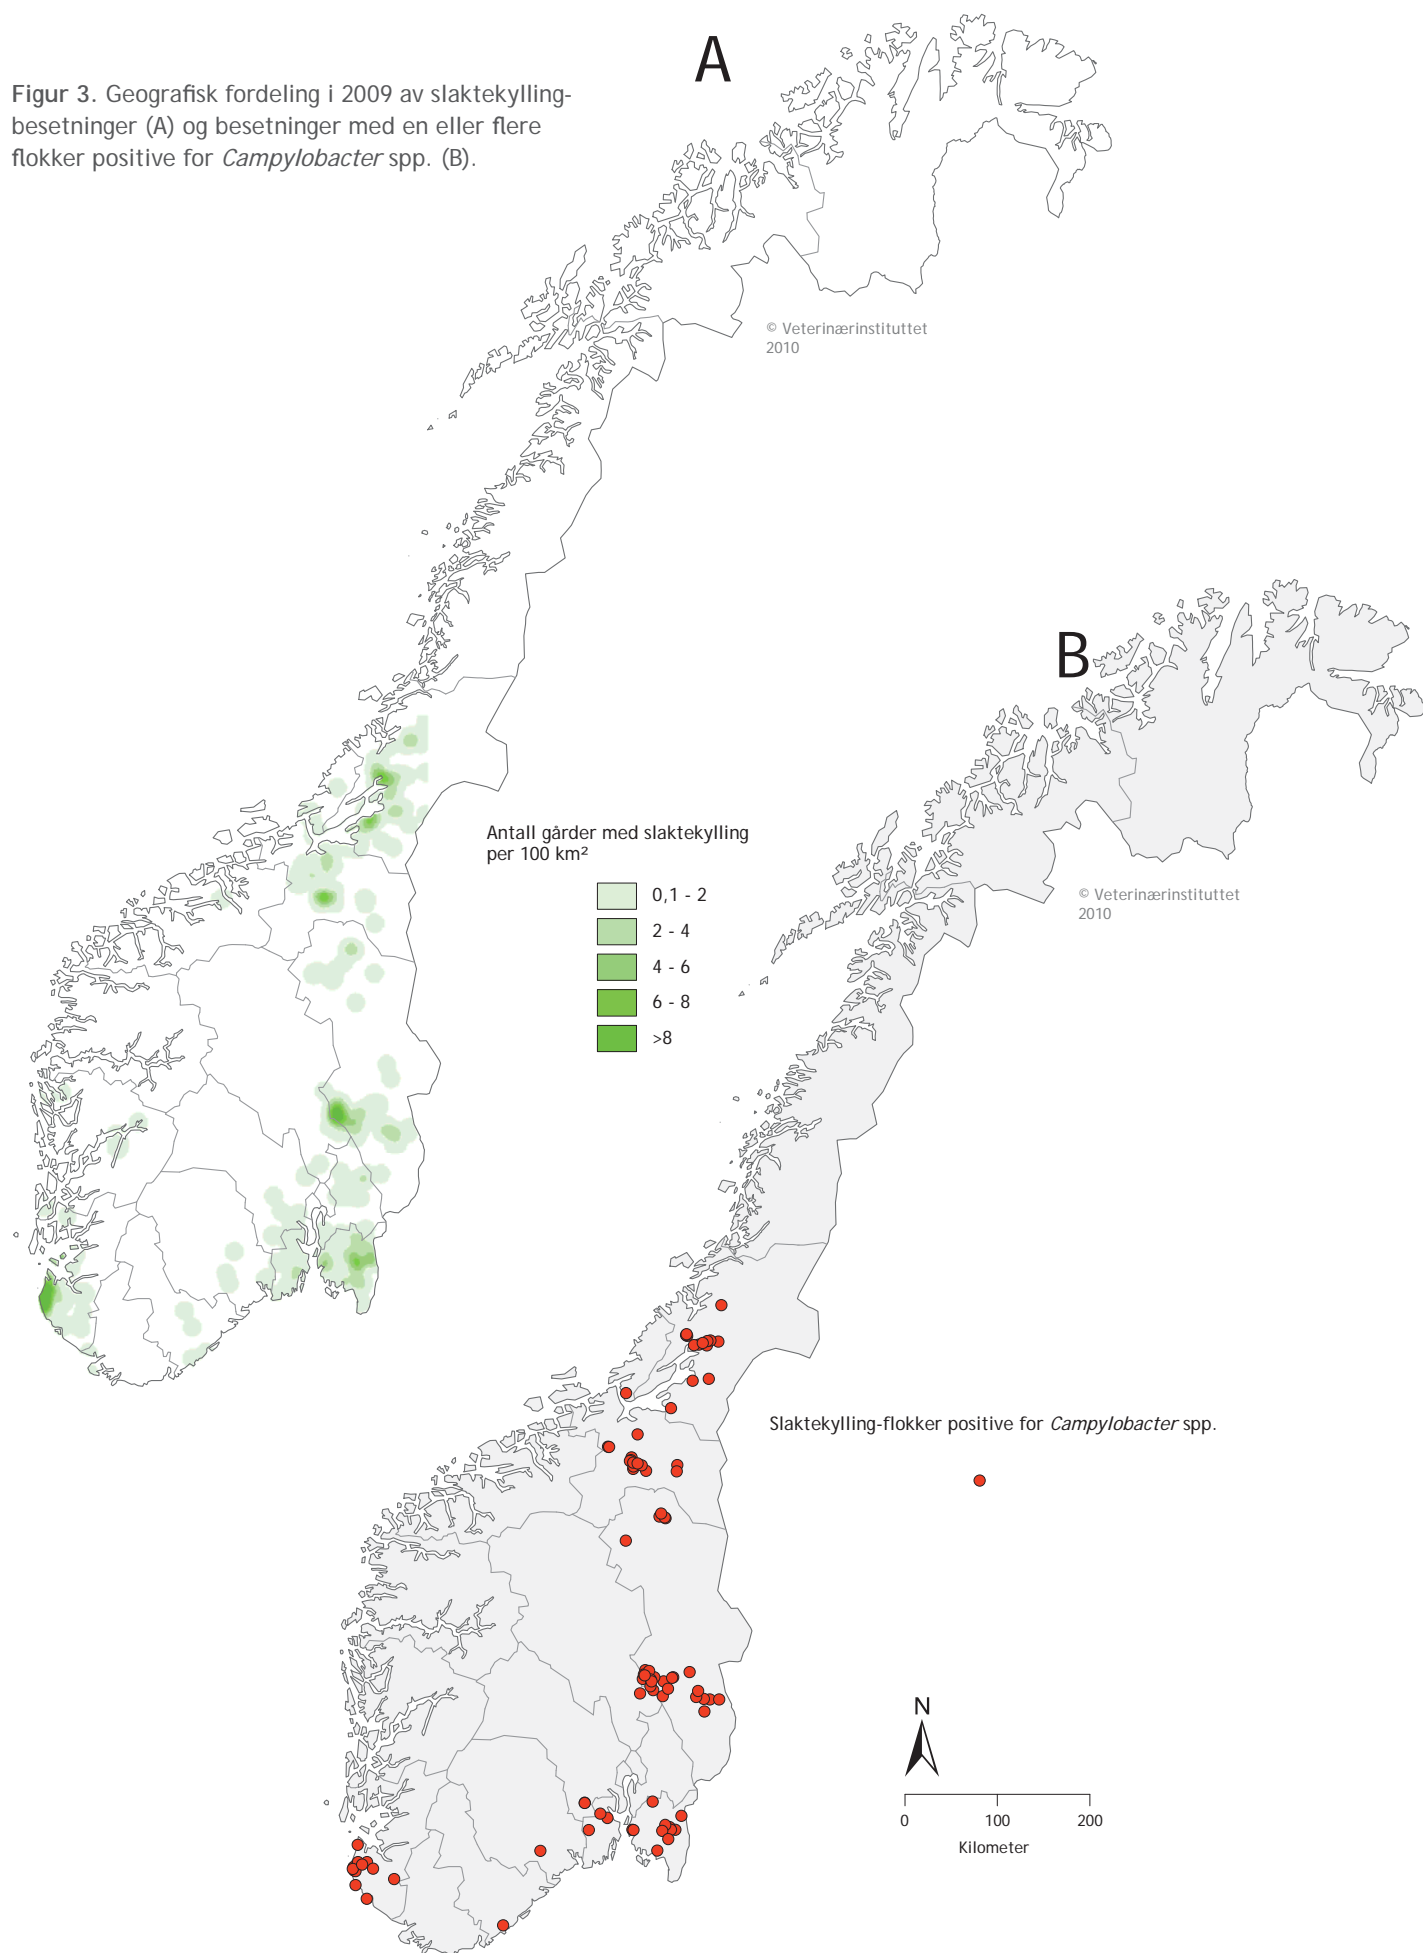 A
Figur 3. Geografisk fordeling i 2009 av slaktekylling-
besetninger (A) og besetninger med en eller flere
flokker positive for Campylobacter spp. (B).
© Veterinærinstituttet
2010
Antall gårder med slaktekylling
per 100 km²
0,1 - 2
2 - 4
4 - 6
6 - 8
>8
B
© Veterinærinstituttet
2010
Slaktekylling-flokker positive for Campylobacter spp.
N
0 100 200
Kilometer